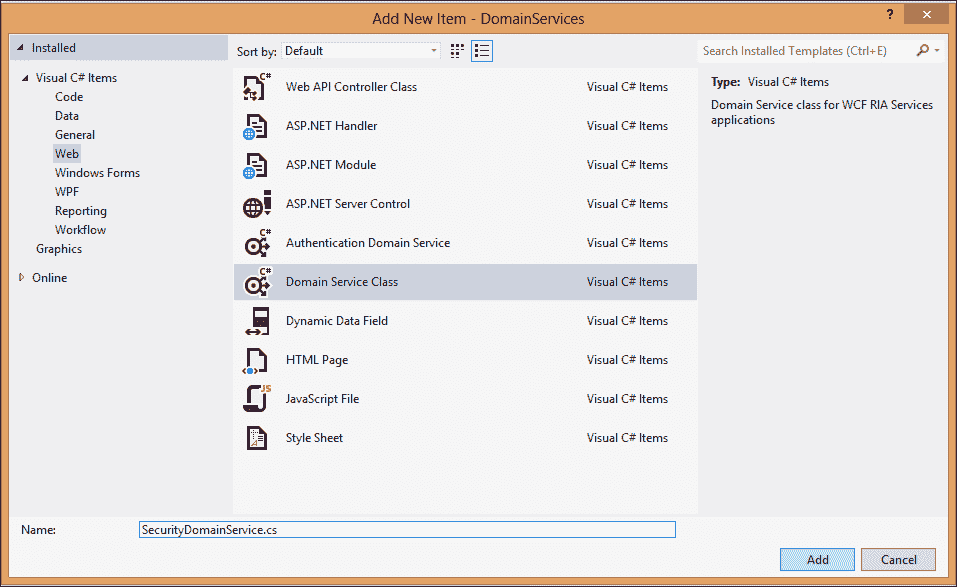 Add New Item - DomainServices
?
Installed
Visual C# Items
Code
Data
General
Web
Windows Forms
WPF
Reporting
Workflow
Graphics
Online
Sort by: Default
Search Installed Templates (Ctrl+E)
C# Web API Controller Class Visual C# Items
ASP.NET Handler Visual C# Items
ASP.NET Module Visual C# Items
ASP.NET Server Control Visual C# Items
C# Authentication Domain Service Visual C# Items
C# Domain Service Class Visual C# Items
Dynamic Data Field Visual C# Items
HTML Page Visual C# Items
JS JavaScript File Visual C# Items
A Style Sheet Visual C# Items
Type: Visual C# Items
Domain Service class for WCF RIA Services
applications
Name: SecurityDomainService.cs
Add Cancel